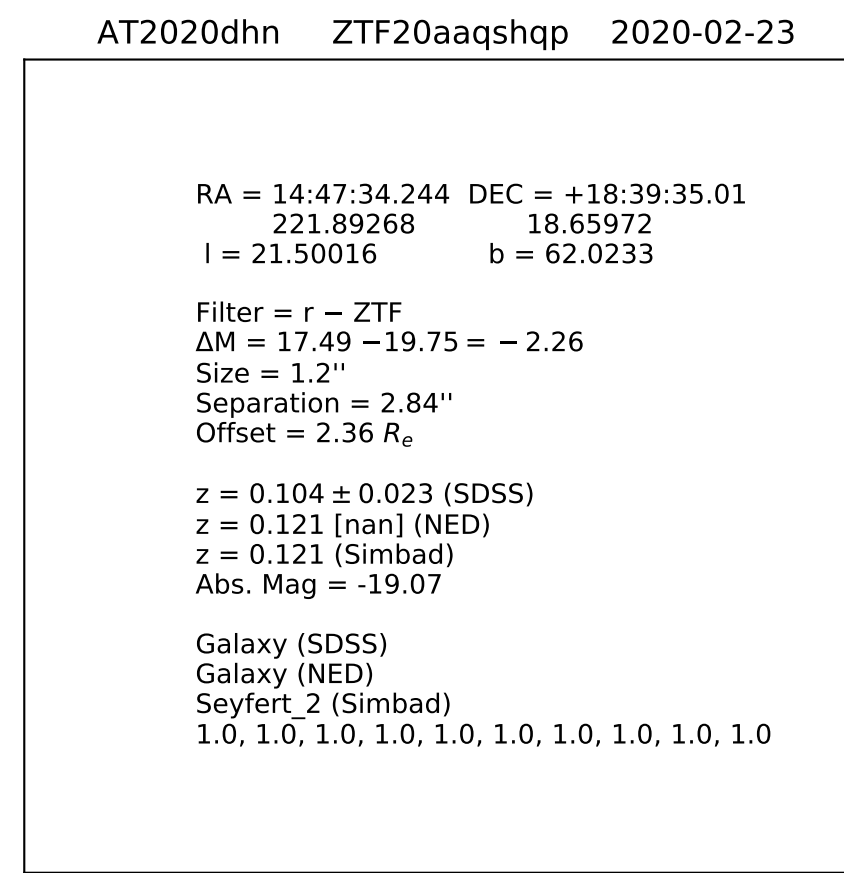 AT2020dhn ZTF20aaqshqp 2020-02-23
RA = 14:47:34.244 DEC = +18:39:35.01
221.89268 18.65972
l = 21.50016 b = 62.0233
Filter = r − ZTF
ΔM = 17.49 −19.75 = − 2.26
Size = 1.2''
Separation = 2.84''
Offset = 2.36 Re
z = 0.104 ± 0.023 (SDSS)
z = 0.121 [nan] (NED)
z = 0.121 (Simbad)
Abs. Mag = -19.07
Galaxy (SDSS)
Galaxy (NED)
Seyfert_2 (Simbad)
1.0, 1.0, 1.0, 1.0, 1.0, 1.0, 1.0, 1.0, 1.0, 1.0